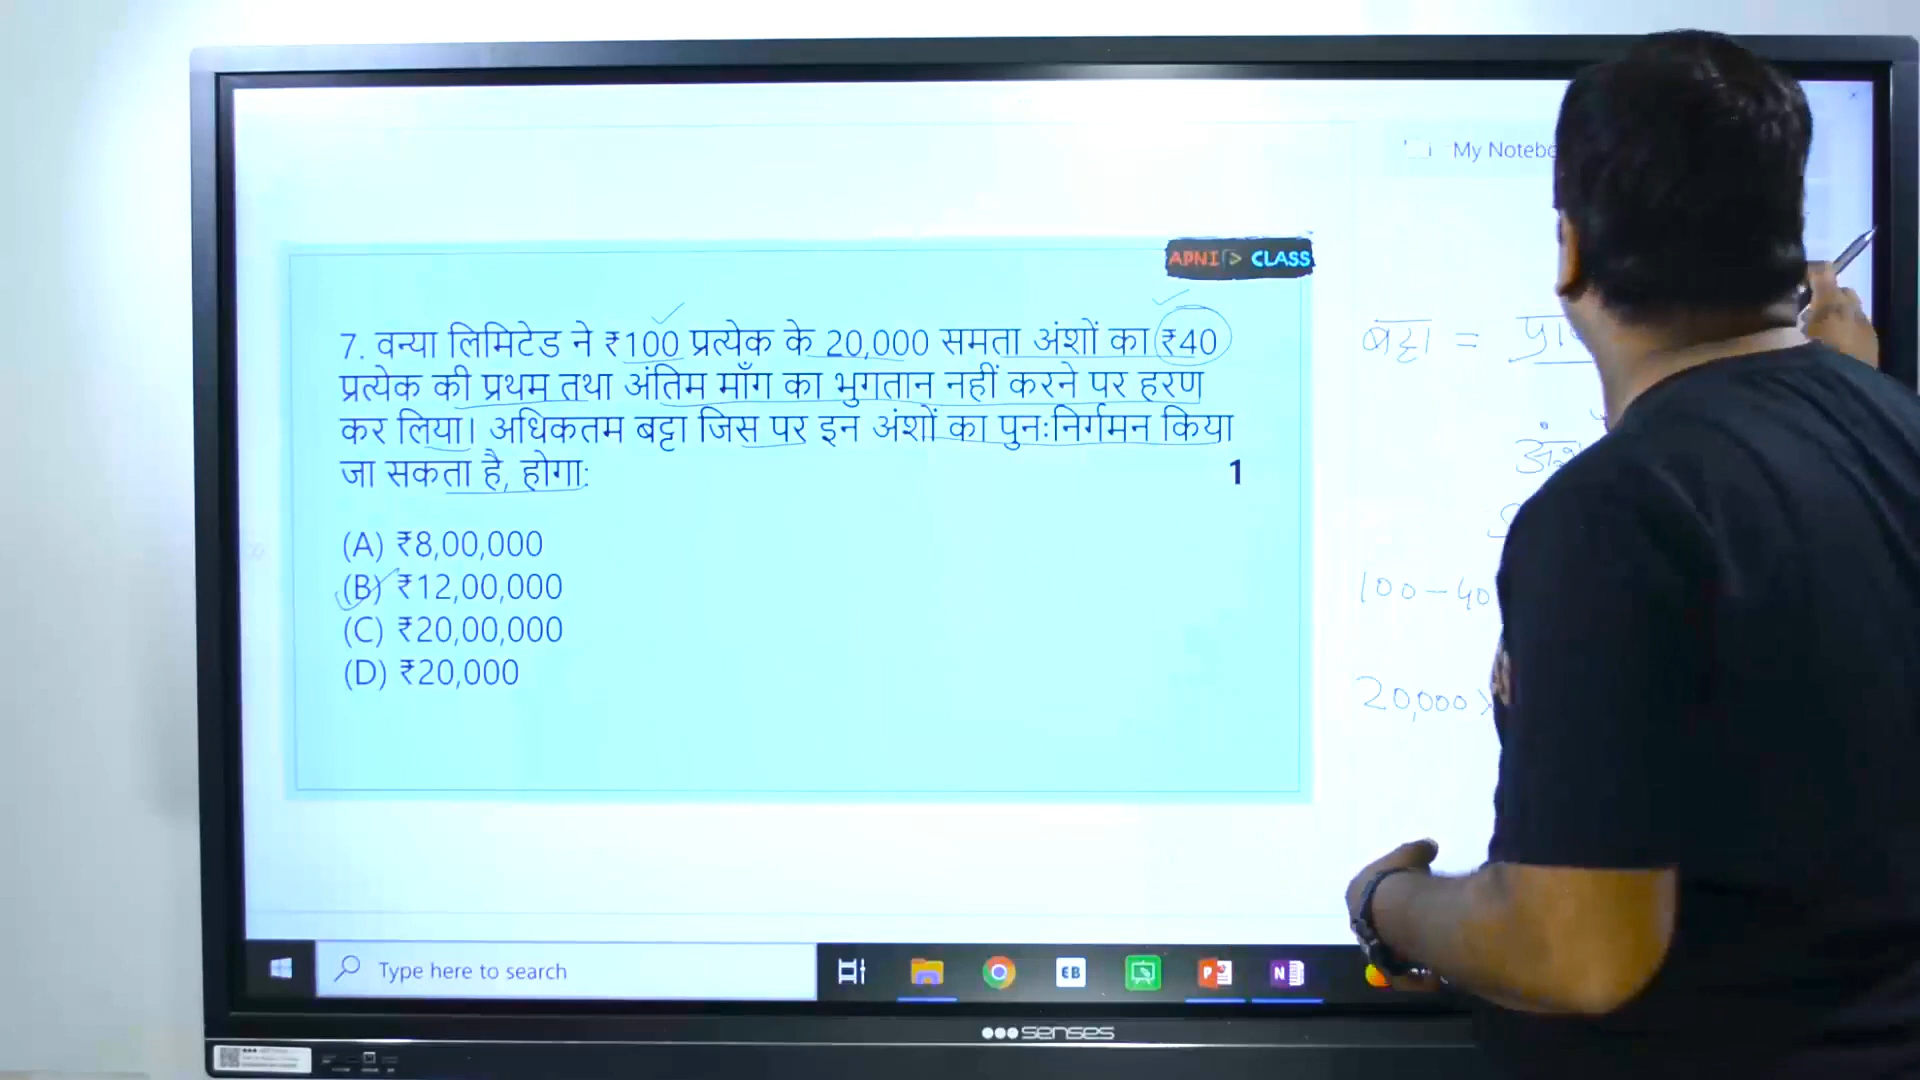 My Notebo
APNI CLASS
7. वन्या लिमिटेड ने ₹100 प्रत्येक के 20,000 समता अंशों का ₹40
प्रत्येक की प्रथम तथा अंतिम माँग का भुगतान नहीं करने पर हरण
कर लिया। अधिकतम बट्टा जिस पर इन अंशों का पुनःनिर्गमन किया
जा सकता है, होगा: 1
(A) ₹8,00,000
(B) ₹12,00,000
(C) ₹20,00,000
(D) ₹20,000
बट्टा =
100-40
20,000 ×
Type here to search
EB
senses